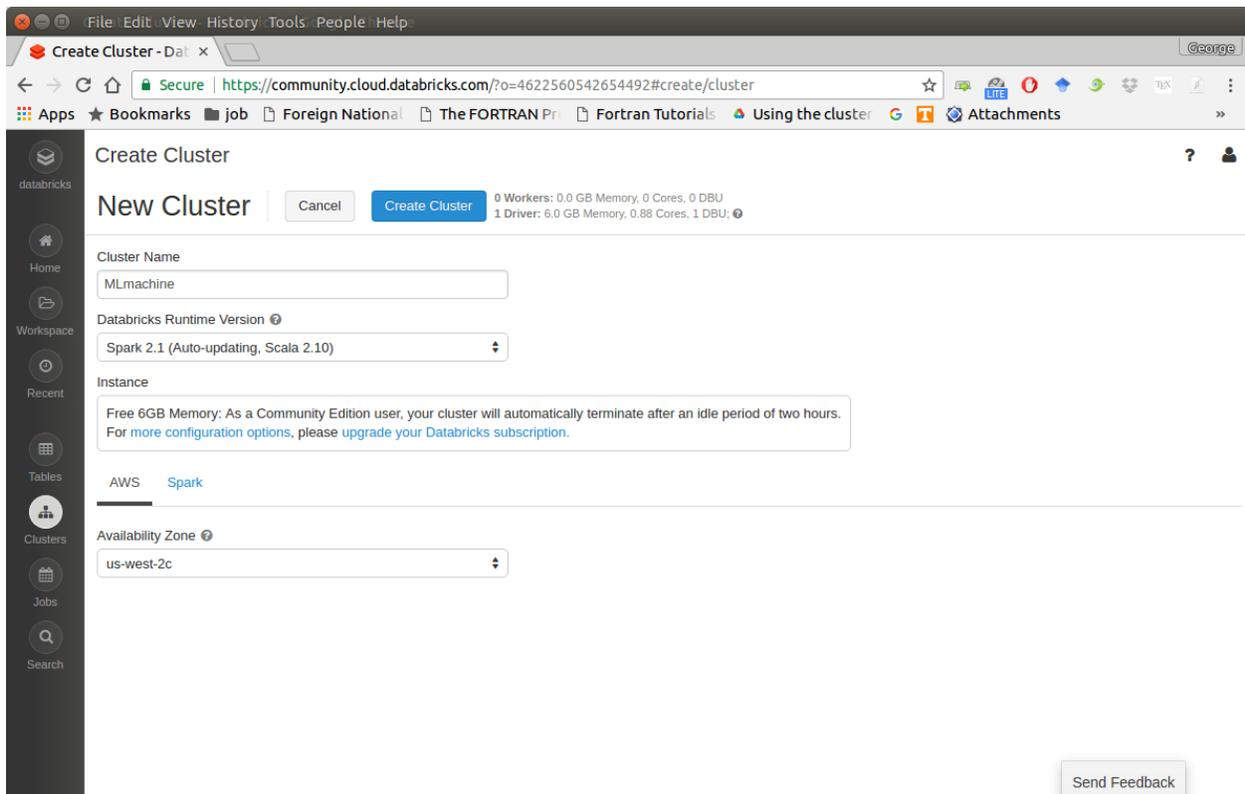 File Edit View History Tools People Help
Create Cluster - Dat
George
Secure https://community.cloud.databricks.com/?o=4622560542654492#create/cluster
LITE
TEX
Apps Bookmarks job Foreign National The FORTRAN Pr Fortran Tutorials Using the cluster G T Attachments »
databricks
Create Cluster
?
New Cluster
Cancel
Create Cluster
0 Workers: 0.0 GB Memory, 0 Cores, 0 DBU
1 Driver: 6.0 GB Memory, 0.88 Cores, 1 DBU; ?
Home
Workspace
Recent
Tables
Clusters
Jobs
Search
Cluster Name
MLmachine
Databricks Runtime Version ?
Spark 2.1 (Auto-updating, Scala 2.10)
Instance
Free 6GB Memory: As a Community Edition user, your cluster will automatically terminate after an idle period of two hours.
For more configuration options, please upgrade your Databricks subscription.
AWS
Spark
Availability Zone ?
us-west-2c
Send Feedback